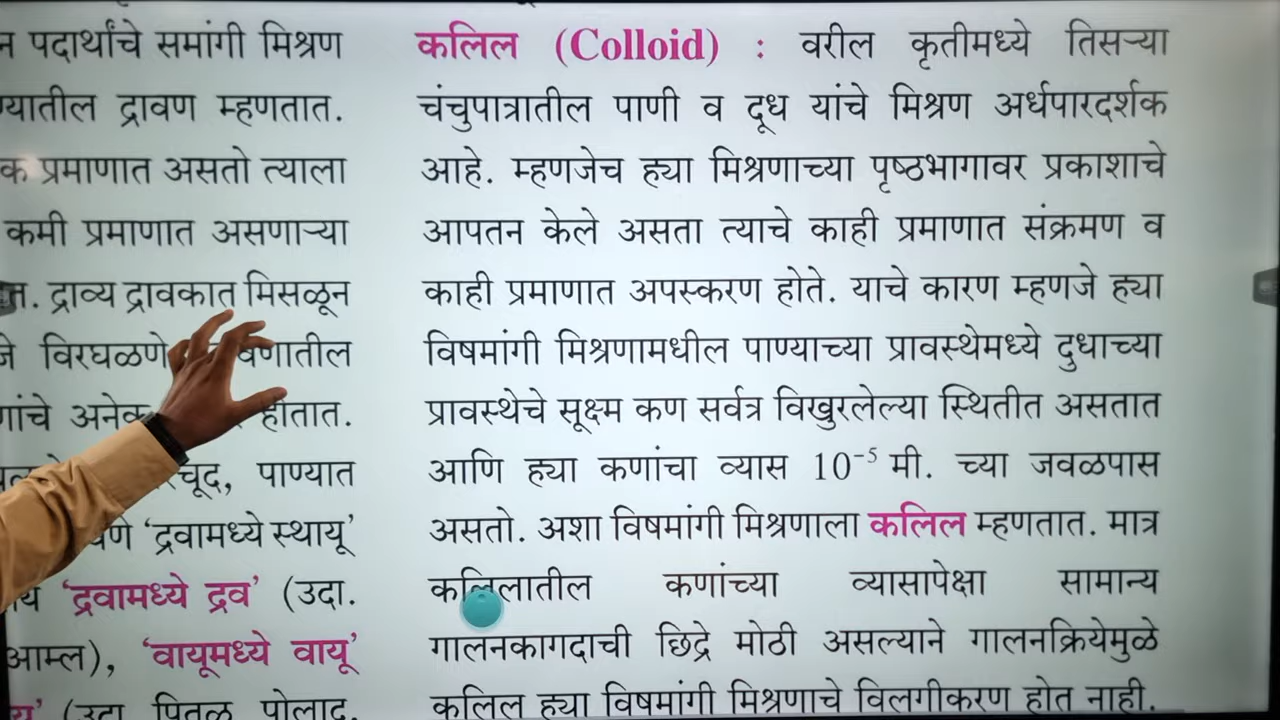 पदार्थांचे समांगी मिश्रण
द्रावण म्हणतात.
प्रमाणात असतो त्याला
कमी प्रमाणात असणाऱ्या
द्राव्य द्रावकात मिसळून
विरघळणे
होतात.
पाण्यात
‘द्रवामध्ये स्थायू’
‘द्रवामध्ये द्रव’ (उदा.
‘वायूमध्ये वायू’
(उदा. पितळ, पोलाद,
कलिल (Colloid) : वरील कृतीमध्ये तिसऱ्या
चंचुपात्रातील पाणी व दूध यांचे मिश्रण अर्धपारदर्शक
आहे. म्हणजेच ह्या मिश्रणाच्या पृष्ठभागावर प्रकाशाचे
आपतन केले असता त्याचे काही प्रमाणात संक्रमण व
काही प्रमाणात अपस्करण होते. याचे कारण म्हणजे ह्या
विषमांगी मिश्रणामधील पाण्याच्या प्रावस्थेमध्ये दुधाच्या
प्रावस्थेचे सूक्ष्म कण सर्वत्र विखुरलेल्या स्थितीत असतात
आणि ह्या कणांचा व्यास 10⁻⁵ मी. च्या जवळपास
असतो. अशा विषमांगी मिश्रणाला कलिल म्हणतात. मात्र
कलिलातील कणांच्या व्यासापेक्षा सामान्य
गालनकागदाची छिद्रे मोठी असल्याने गालनक्रियेमुळे
कलिल ह्या विषमांगी मिश्रणाचे विलगीकरण होत नाही.